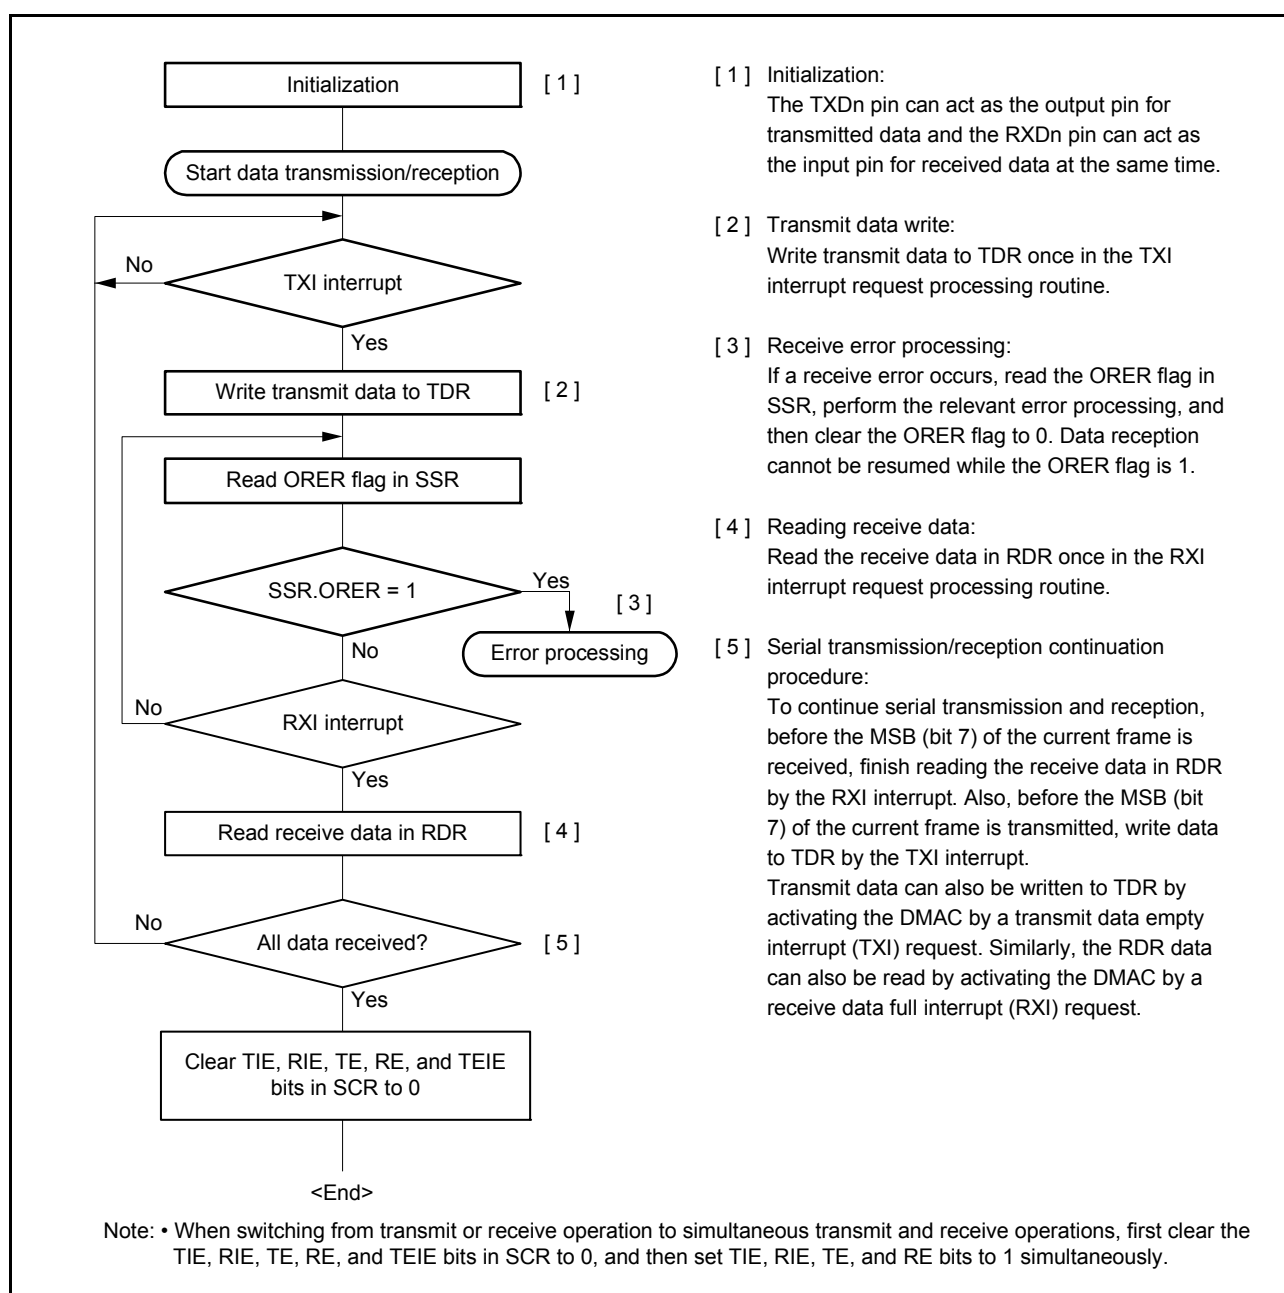 Initialization
[ 1 ]
Start data transmission/reception
No
TXI interrupt
Yes
Write transmit data to TDR
[ 2 ]
Read ORER flag in SSR
SSR.ORER = 1
Yes
[ 3 ]
Error processing
No
No
RXI interrupt
Yes
Read receive data in RDR
[ 4 ]
No
All data received?
[ 5 ]
Yes
Clear TIE, RIE, TE, RE, and TEIE
bits in SCR to 0
<End>
[ 1 ] Initialization:
The TXDn pin can act as the output pin for
transmitted data and the RXDn pin can act as
the input pin for received data at the same time.
[ 2 ] Transmit data write:
Write transmit data to TDR once in the TXI
interrupt request processing routine.
[ 3 ] Receive error processing:
If a receive error occurs, read the ORER flag in
SSR, perform the relevant error processing, and
then clear the ORER flag to 0. Data reception
cannot be resumed while the ORER flag is 1.
[ 4 ] Reading receive data:
Read the receive data in RDR once in the RXI
interrupt request processing routine.
[ 5 ] Serial transmission/reception continuation
procedure:
To continue serial transmission and reception,
before the MSB (bit 7) of the current frame is
received, finish reading the receive data in RDR
by the RXI interrupt. Also, before the MSB (bit
7) of the current frame is transmitted, write data
to TDR by the TXI interrupt.
Transmit data can also be written to TDR by
activating the DMAC by a transmit data empty
interrupt (TXI) request. Similarly, the RDR data
can also be read by activating the DMAC by a
receive data full interrupt (RXI) request.
Note: • When switching from transmit or receive operation to simultaneous transmit and receive operations, first clear the
TIE, RIE, TE, RE, and TEIE bits in SCR to 0, and then set TIE, RIE, TE, and RE bits to 1 simultaneously.